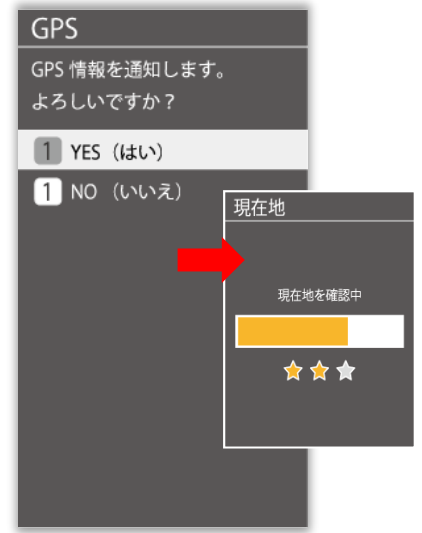 GPS
GPS 情報を通知します。
よろしいですか？
1 YES（はい）
1 NO（いいえ）
現在地
現在地を確認中